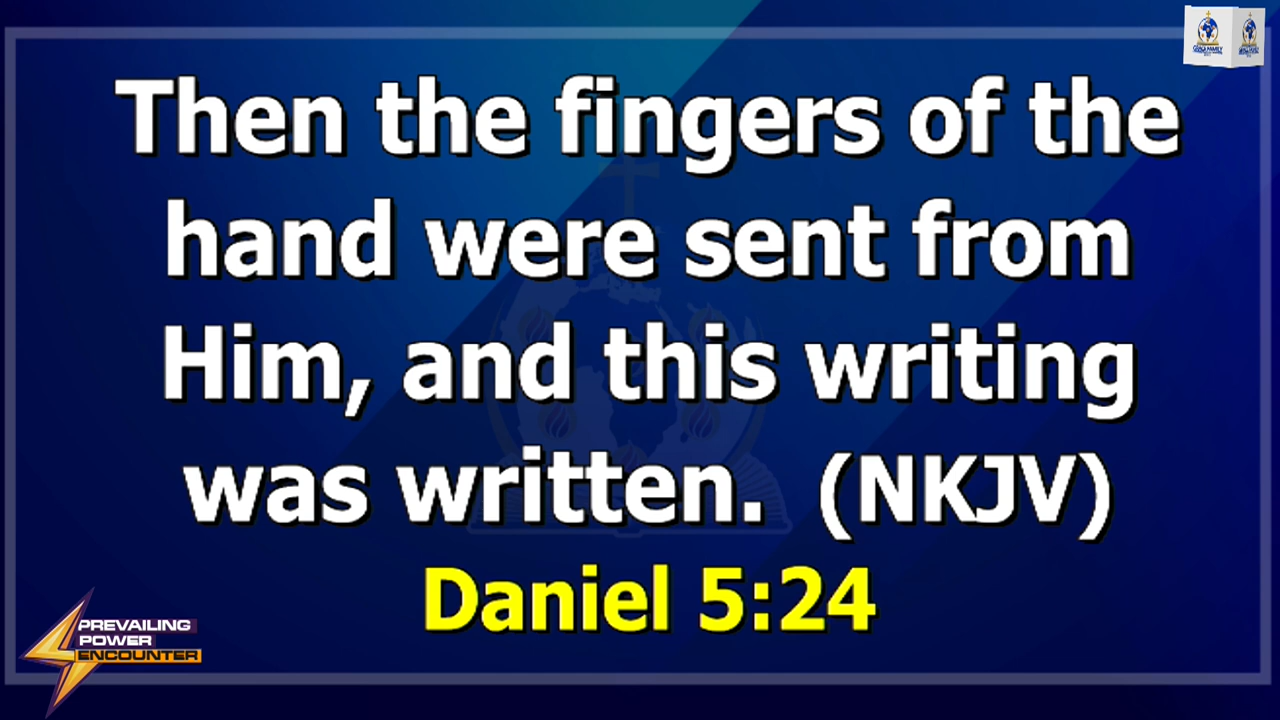 Then the fingers of the
hand were sent from
Him, and this writing
was written. (NKJV)
Daniel 5:24
PREVAILING
POWER
ENCOUNTER